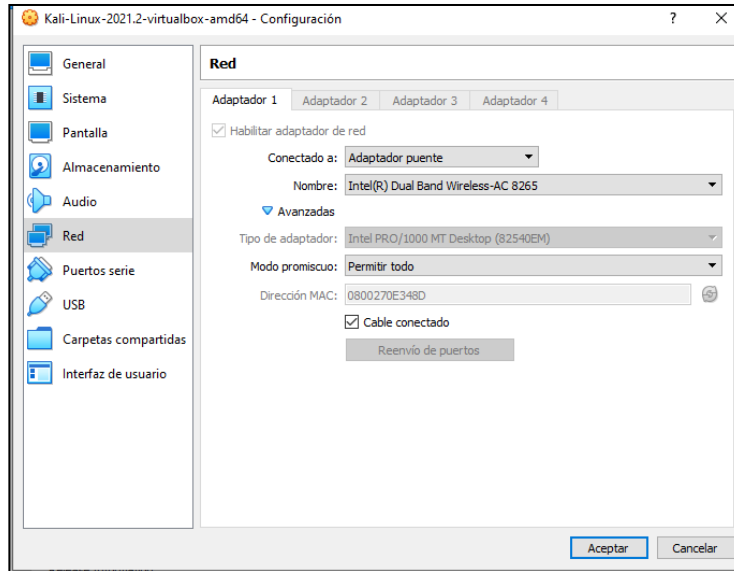 Kali-Linux-2021.2-virtualbox-amd64 - Configuración ? X
General
Sistema
Pantalla
Almacenamiento
Audio
Red
Puertos serie
USB
Carpetas compartidas
Interfaz de usuario
Red
Adaptador 1 Adaptador 2 Adaptador 3 Adaptador 4
Habilitar adaptador de red
Conectado a: Adaptador puente
Nombre: Intel(R) Dual Band Wireless-AC 8265
Avanzadas
Tipo de adaptador: Intel PRO/1000 MT Desktop (82540EM)
Modo promiscuo: Permitir todo
Dirección MAC: 0800270E348D
Cable conectado
Reenvío de puertos
Aceptar Cancelar